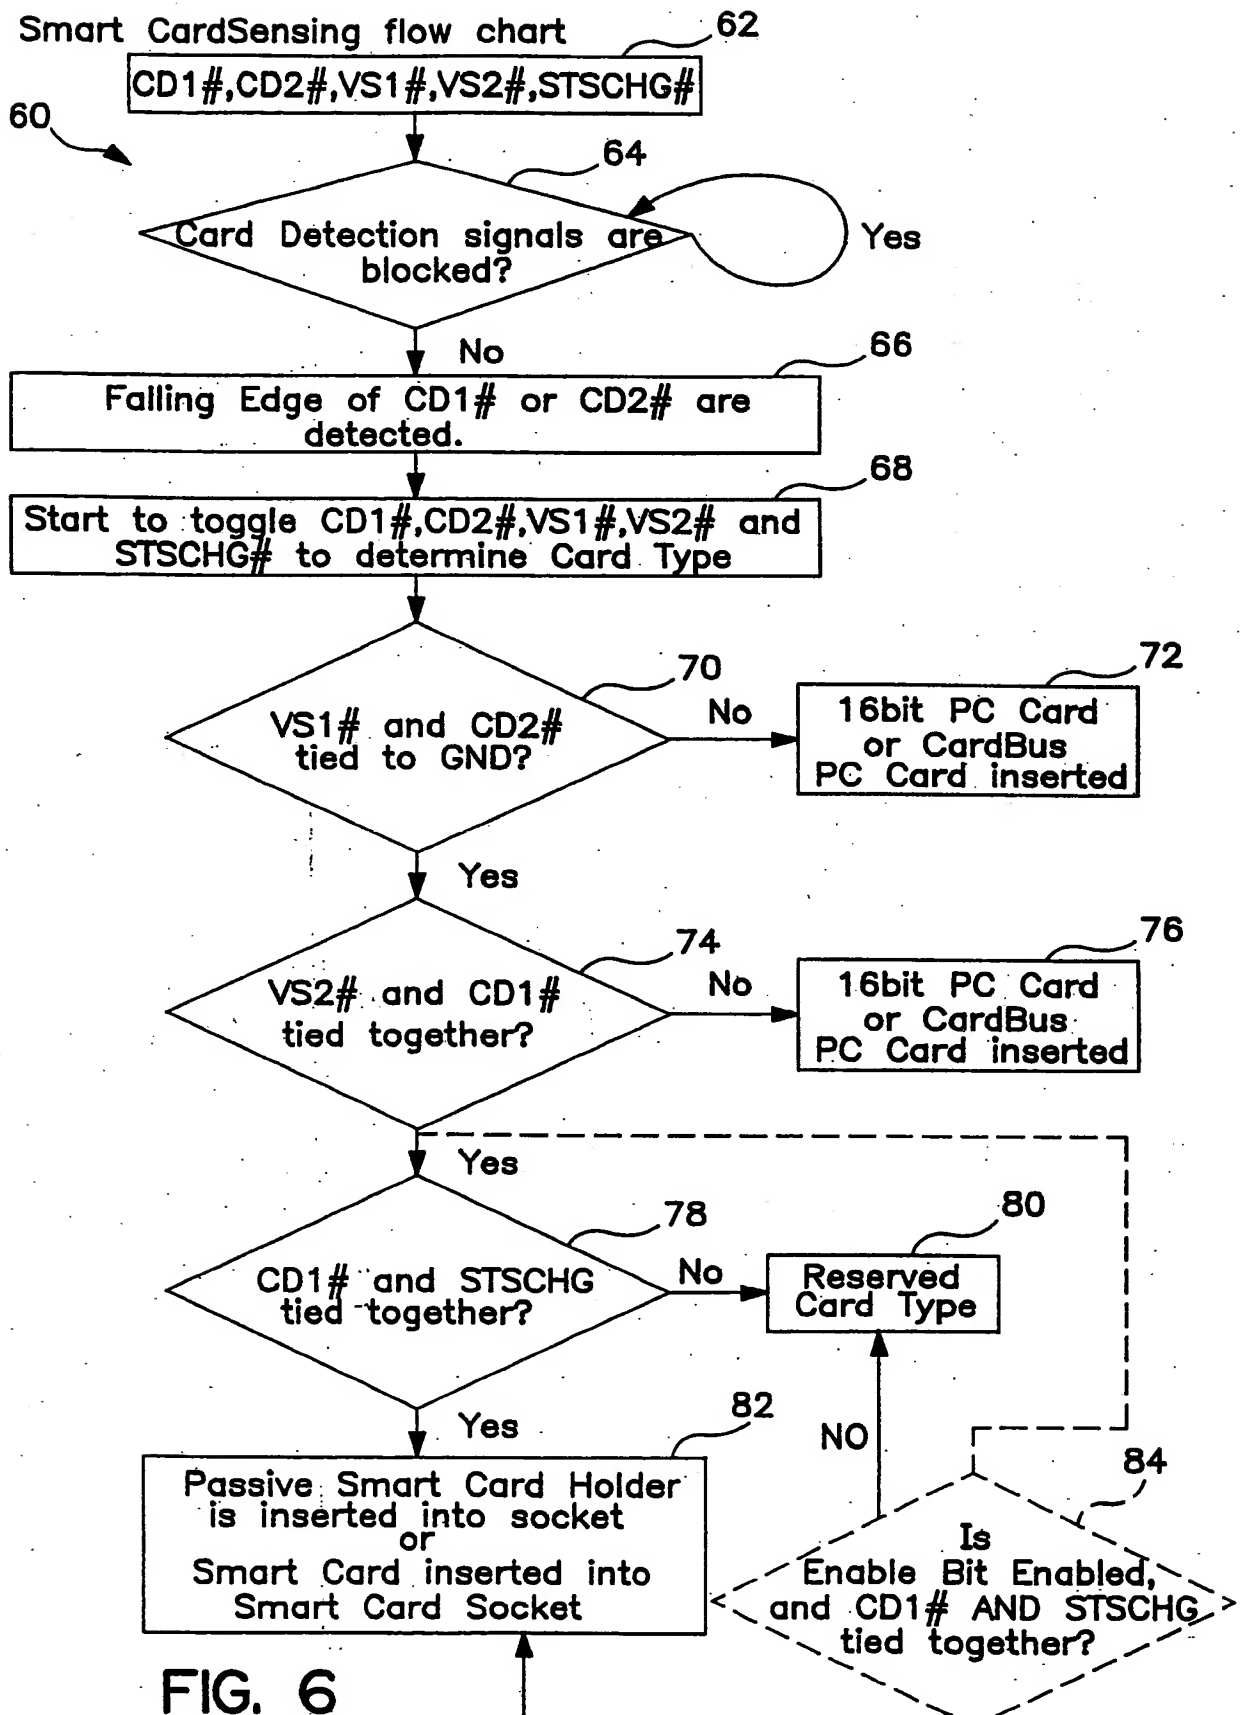 Smart CardSensing flow chart
62
CD1#,CD2#,VS1#,VS2#,STSCHG#
60
64
Card Detection signals are
blocked?
Yes
No
66
Falling Edge of CD1# or CD2# are
detected.
68
Start to toggle CD1#,CD2#,VS1#,VS2# and
STSCHG# to determine Card Type
70
VS1# and CD2#
tied to GND?
No
72
16bit PC Card
or CardBus
PC Card inserted
Yes
74
VS2# and CD1#
tied together?
No
76
16bit PC Card
or CardBus
PC Card inserted
Yes
78
CD1# and STSCHG
tied together?
No
80
Reserved
Card Type
Yes
82
Passive Smart Card Holder
is inserted into socket
or
Smart Card inserted into
Smart Card Socket
NO
84
Is
Enable Bit Enabled,
and CD1# AND STSCHG
tied together?
FIG. 6